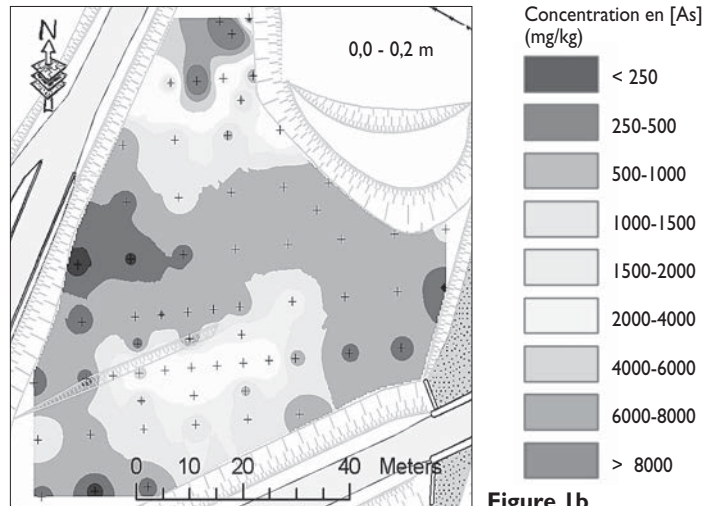 N
0,0 - 0,2 m
0 10 20 40 Meters
Concentration en [As]
(mg/kg)
< 250
250-500
500-1000
1000-1500
1500-2000
2000-4000
4000-6000
6000-8000
> 8000
Figure 1b